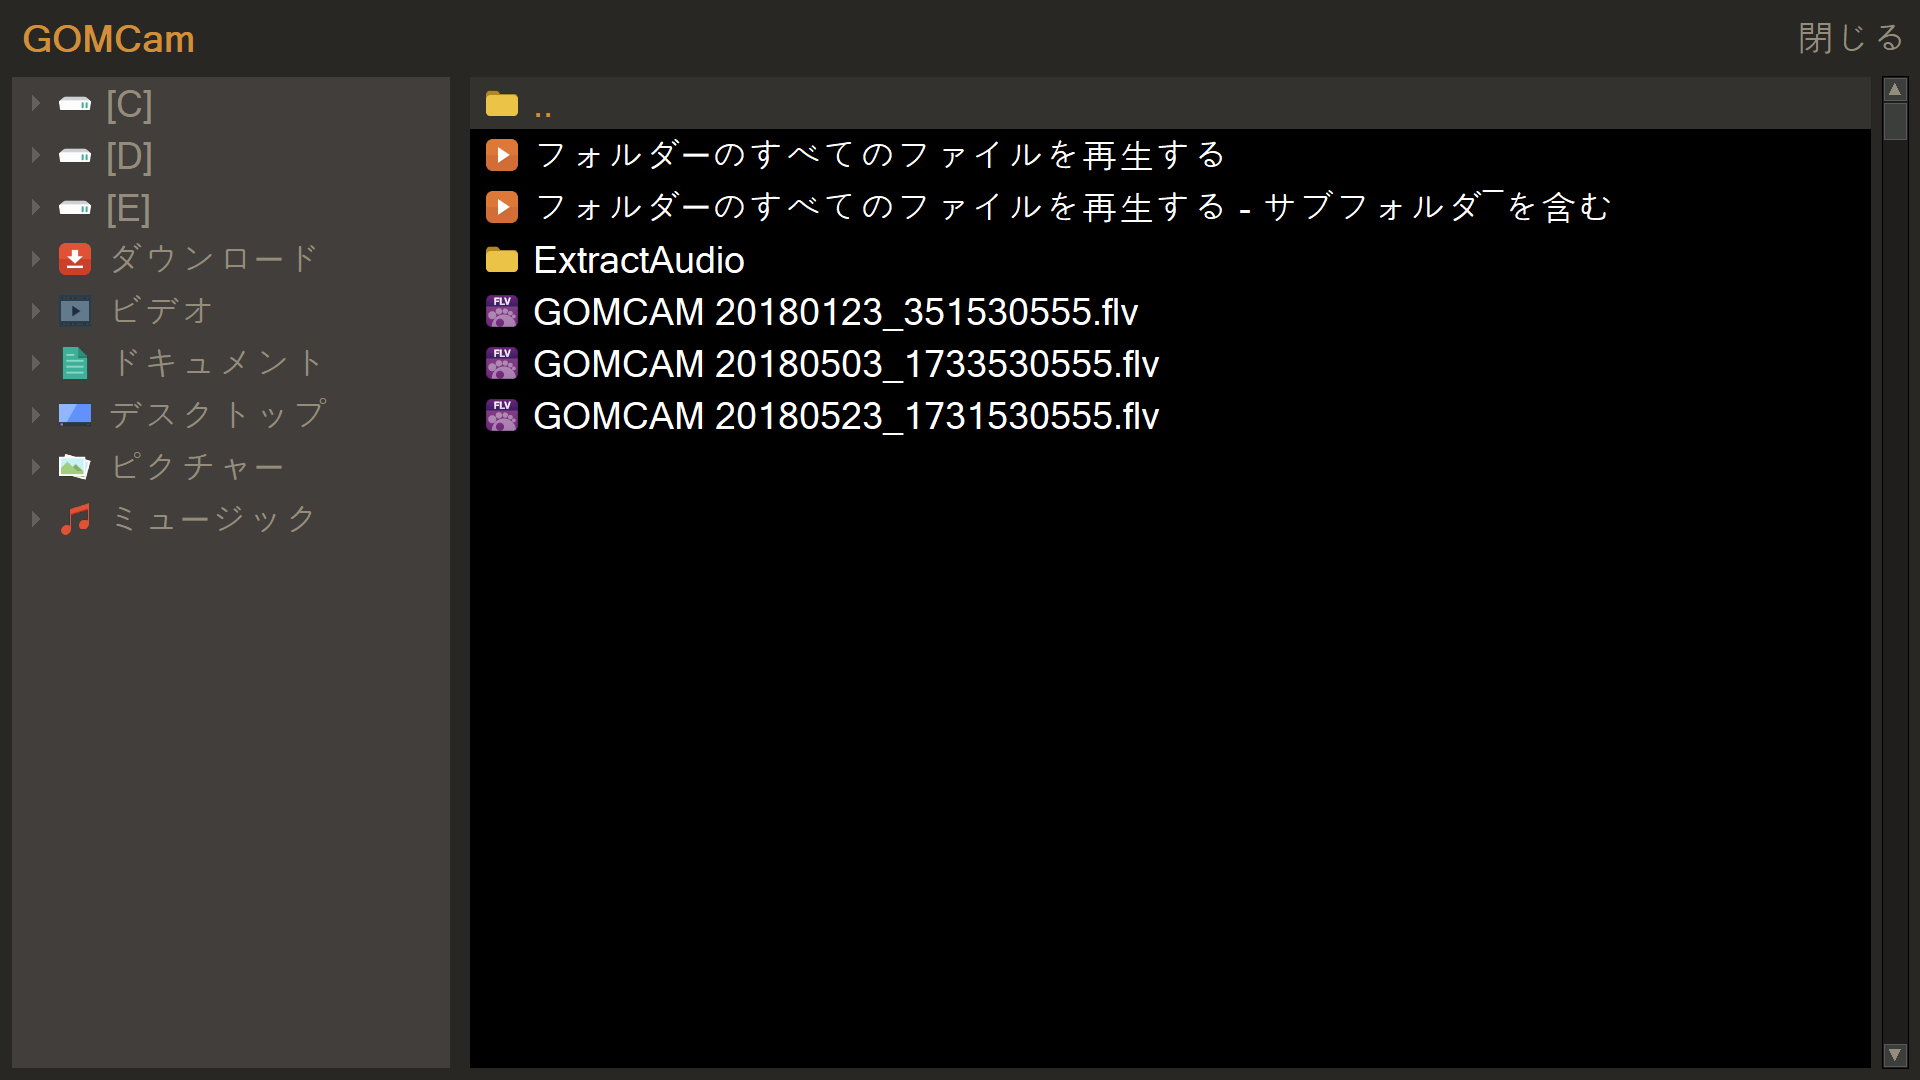 GOMCam
閉じる
[C]
[D]
[E]
ダウンロード
ビデオ
ドキュメント
デスクトップ
ピクチャー
ミュージック
..
フォルダーのすべてのファイルを再生する
フォルダーのすべてのファイルを再生する - サブフォルダ¯を含む
ExtractAudio
FLV GOMCAM 20180123_351530555.flv
FLV GOMCAM 20180503_1733530555.flv
FLV GOMCAM 20180523_1731530555.flv